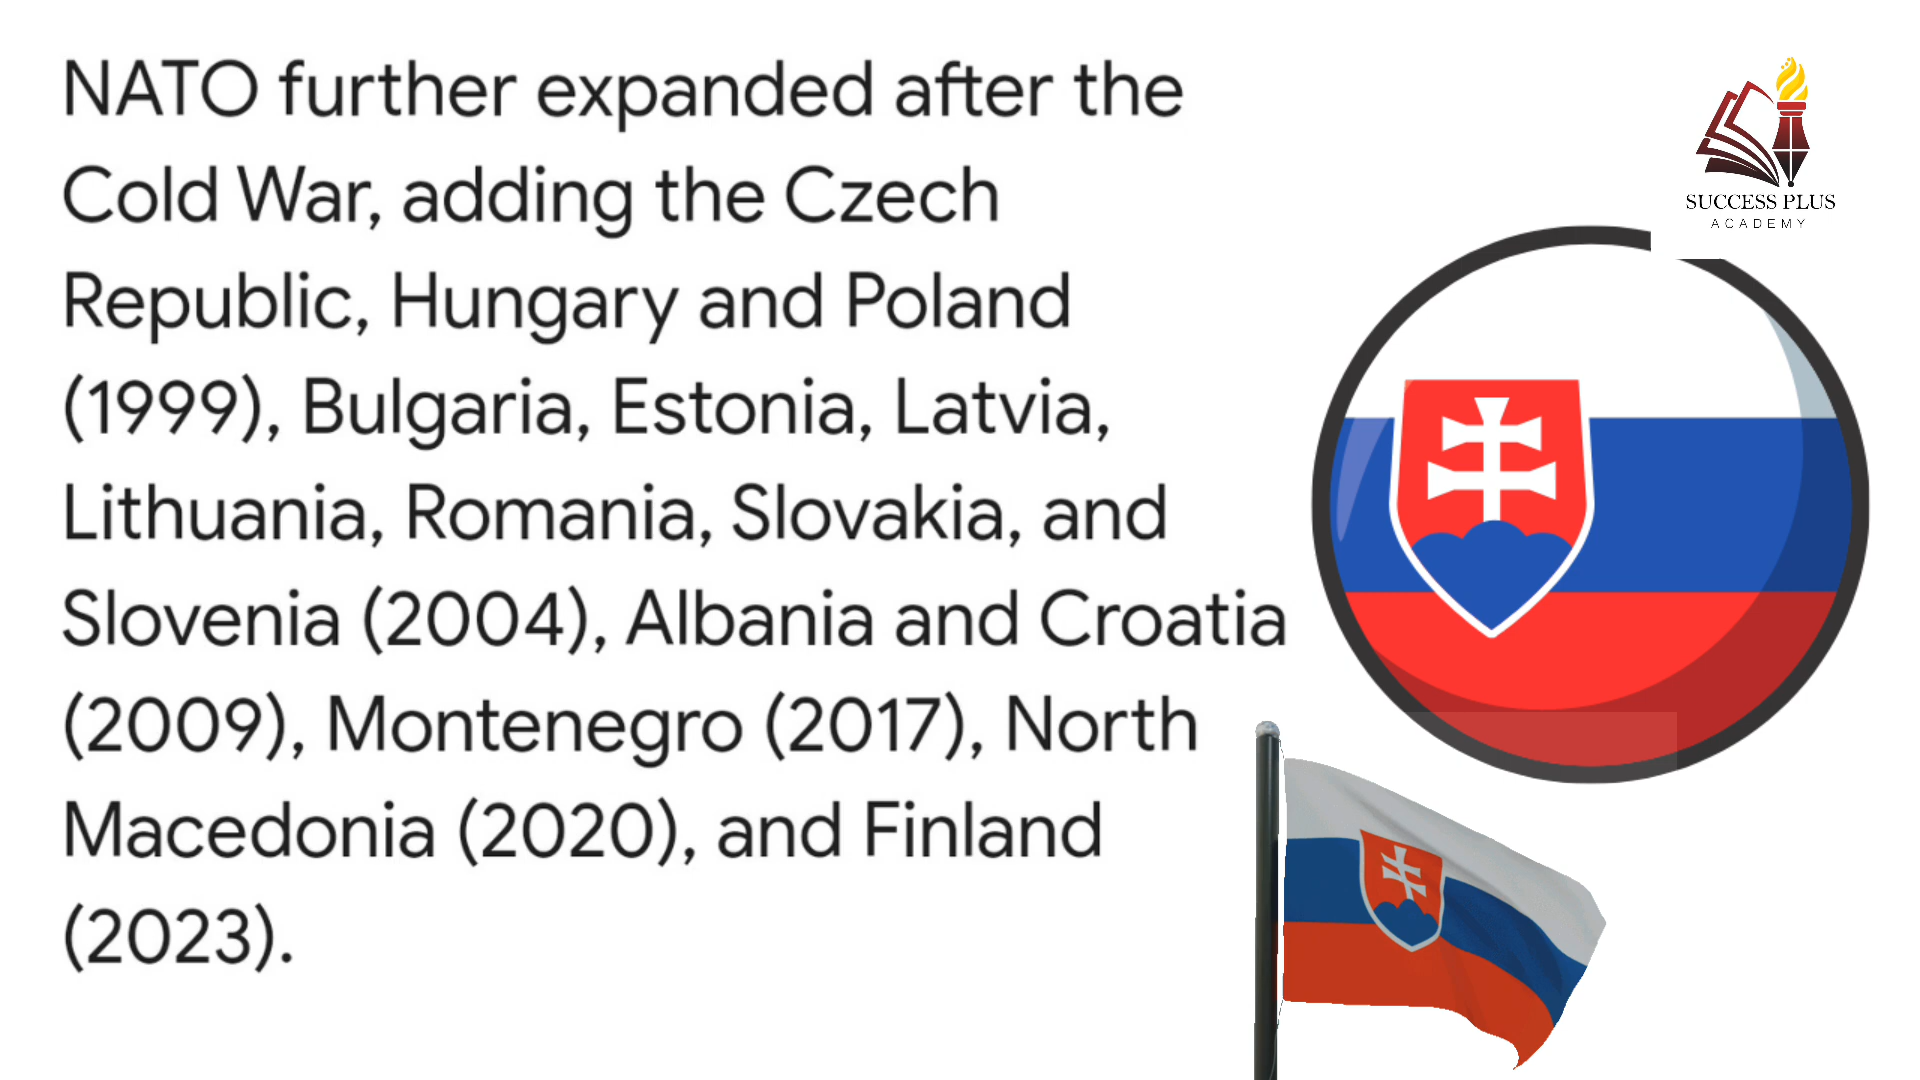 NATO further expanded after the
Cold War, adding the Czech
Republic, Hungary and Poland
(1999), Bulgaria, Estonia, Latvia,
Lithuania, Romania, Slovakia, and
Slovenia (2004), Albania and Croatia
(2009), Montenegro (2017), North
Macedonia (2020), and Finland
(2023).
SUCCESS PLUS
ACADEMY